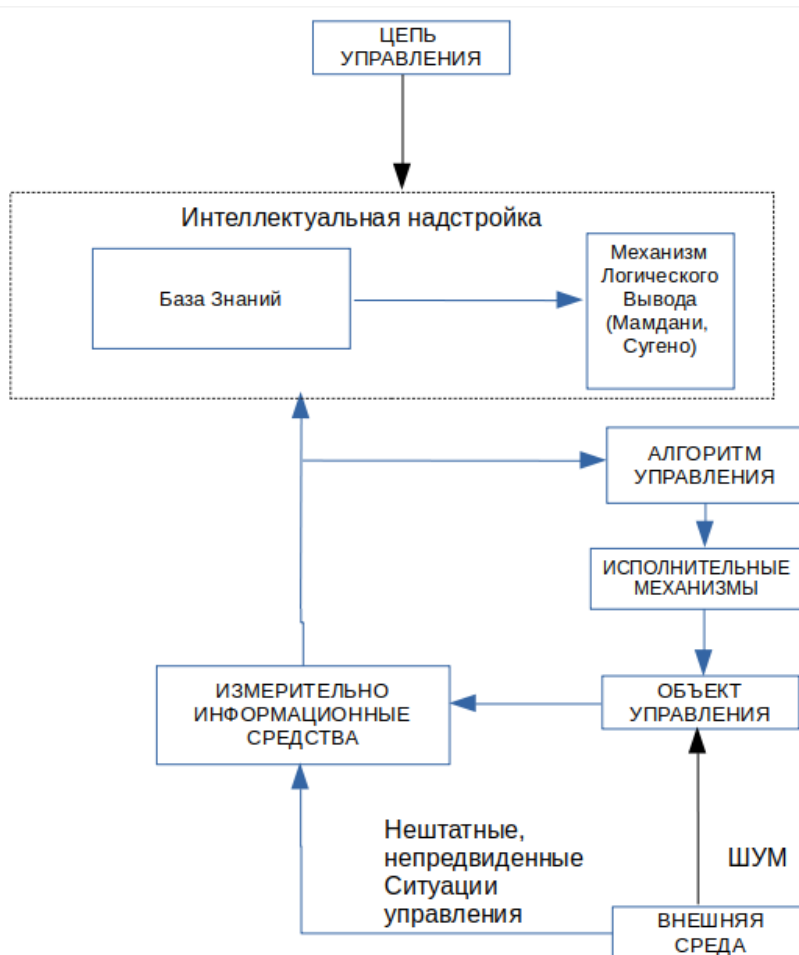 ЦЕПЬ
УПРАВЛЕНИЯ
Интеллектуальная надстройка
База Знаний
Механизм
Логического
Вывода
(Мамдани,
Сугено)
АЛГОРИТМ
УПРАВЛЕНИЯ
ИСПОЛНИТЕЛЬНЫЕ
МЕХАНИЗМЫ
ИЗМЕРИТЕЛЬНО
ИНФОРМАЦИОННЫЕ
СРЕДСТВА
ОБЪЕКТ
УПРАВЛЕНИЯ
Нештатные,
непредвиденные
Ситуации
управления
ШУМ
ВНЕШНЯЯ
СРЕДА